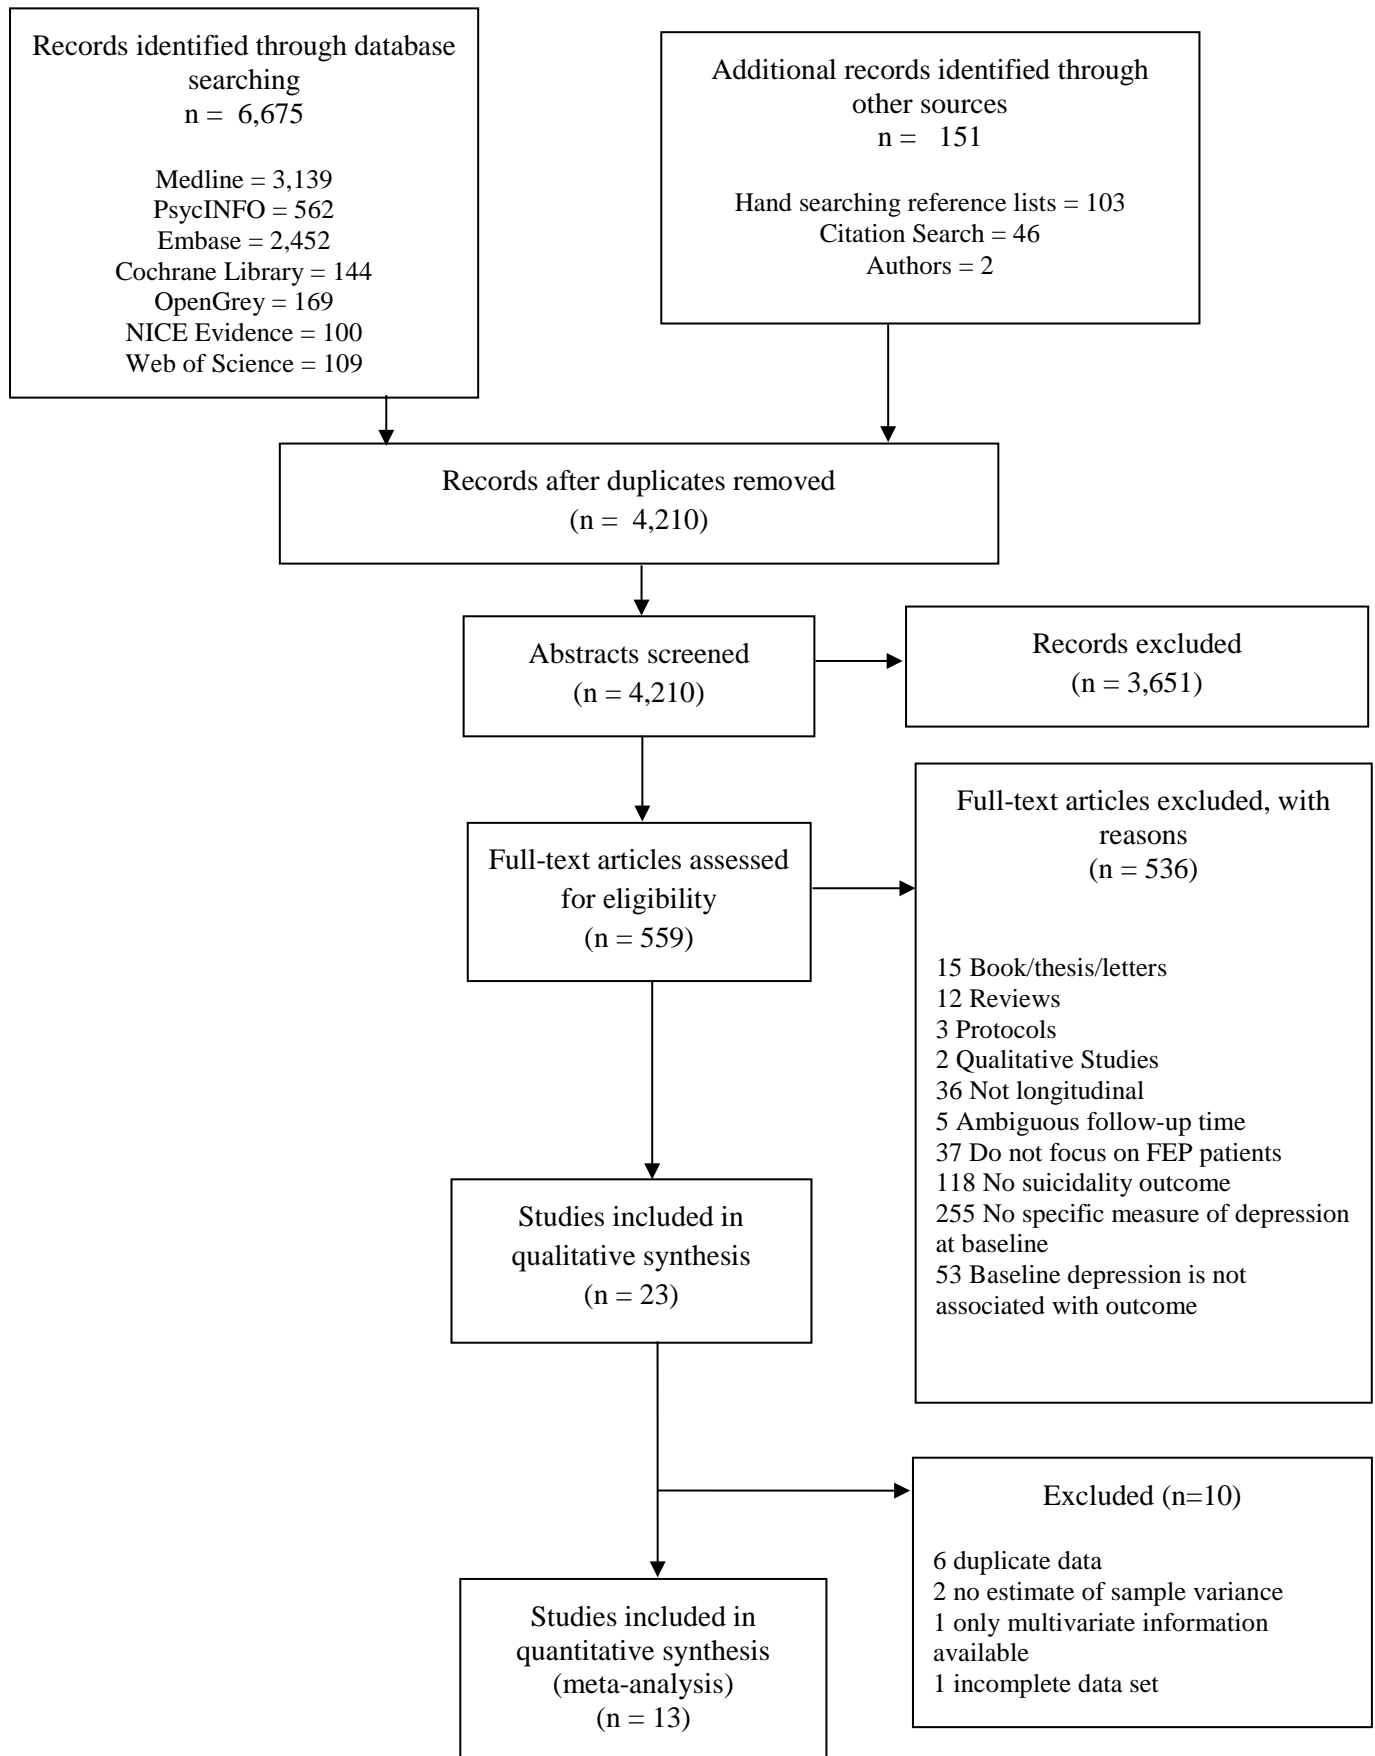 Records identified through database
searching
n = 6,675
Medline = 3,139
PsycINFO = 562
Embase = 2,452
Cochrane Library = 144
OpenGrey = 169
NICE Evidence = 100
Web of Science = 109
Additional records identified through
other sources
n = 151
Hand searching reference lists = 103
Citation Search = 46
Authors = 2
Records after duplicates removed
(n = 4,210)
Abstracts screened
(n = 4,210)
Records excluded
(n = 3,651)
Full-text articles assessed
for eligibility
(n = 559)
Full-text articles excluded, with
reasons
(n = 536)
15 Book/thesis/letters
12 Reviews
3 Protocols
2 Qualitative Studies
36 Not longitudinal
5 Ambiguous follow-up time
37 Do not focus on FEP patients
118 No suicidality outcome
255 No specific measure of depression
at baseline
53 Baseline depression is not
associated with outcome
Studies included in
qualitative synthesis
(n = 23)
Excluded (n=10)
6 duplicate data
2 no estimate of sample variance
1 only multivariate information
available
1 incomplete data set
Studies included in
quantitative synthesis
(meta-analysis)
(n = 13)